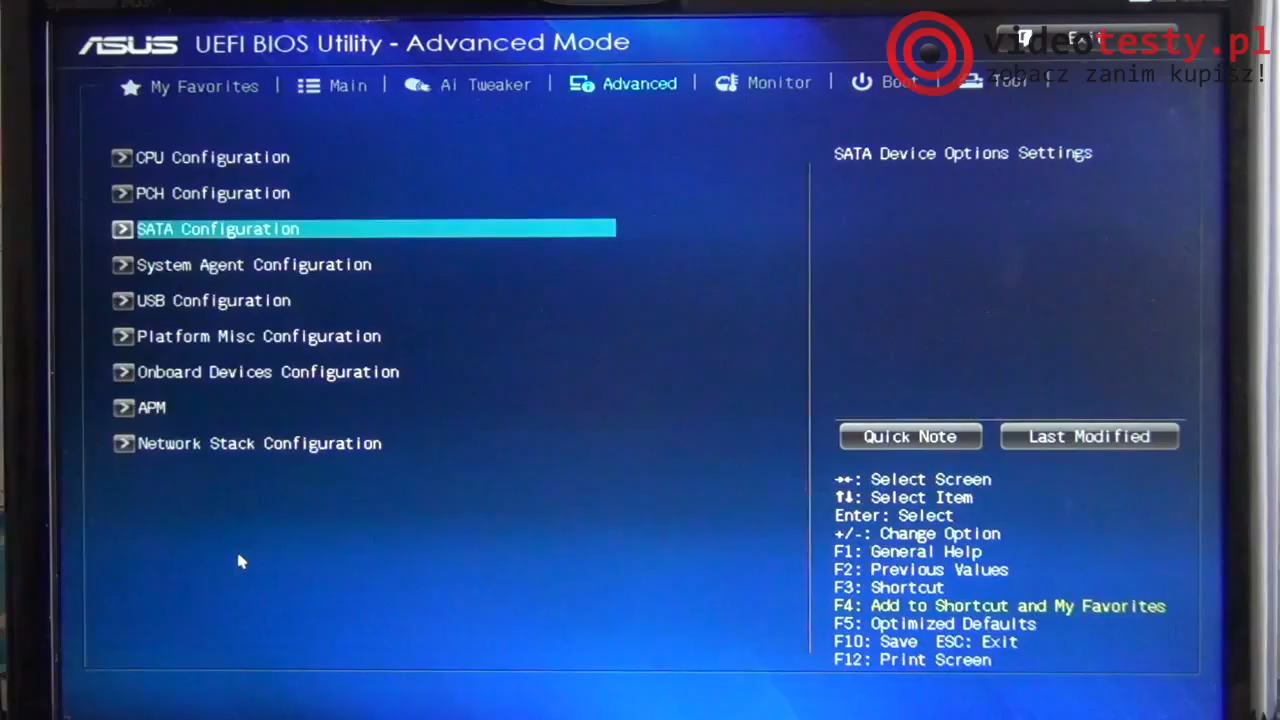 ASUS UEFI BIOS Utility - Advanced Mode
Exit
videotesty.pl
zobacz zanim kupisz!
My Favorites | Main | Ai Tweaker | Advanced | Monitor | Boot | Tool |
CPU Configuration
PCH Configuration
SATA Configuration
System Agent Configuration
USB Configuration
Platform Misc Configuration
Onboard Devices Configuration
APM
Network Stack Configuration
SATA Device Options Settings
Quick Note
Last Modified
→←: Select Screen
↑↓: Select Item
Enter: Select
+/-: Change Option
F1: General Help
F2: Previous Values
F3: Shortcut
F4: Add to Shortcut and My Favorites
F5: Optimized Defaults
F10: Save ESC: Exit
F12: Print Screen